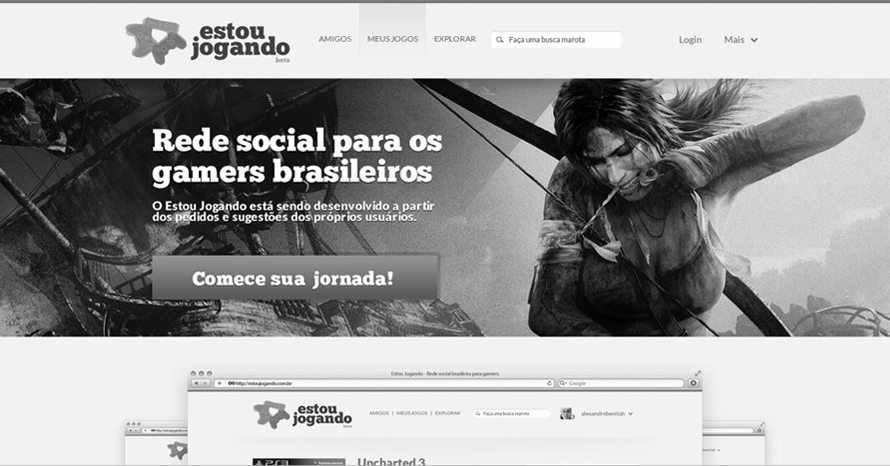 estou
jogando
beta
AMIGOS
MEUS JOGOS
EXPLORAR
Faça uma busca marota
Login
Mais
Rede social para os
gamers brasileiros
O Estou Jogando está sendo desenvolvido a partir
dos pedidos e sugestões dos próprios usuários.
Comece sua jornada!
Estou Jogando - Rede social brasileira para gamers
http://estoujogando.com.br
Google
estou
jogando
beta
AMIGOS | MEUS JOGOS | EXPLORAR
Faça uma busca marota
alexandrebenitah
PS3
Uncharted 3